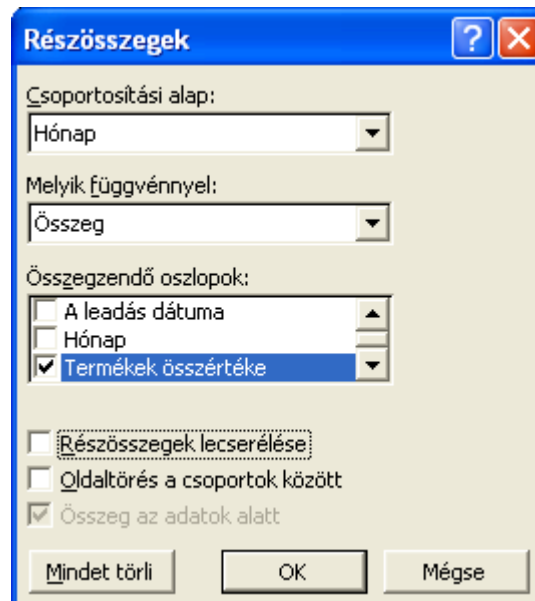 Részösszegek
Csoportosítási alap:
Hónap
Melyik függvénnyel:
Összeg
Összegzendő oszlopok:
A leadás dátuma
Hónap
Termékek összértéke
Részösszegek lecserélése
Oldaltörés a csoportok között
Összeg az adatok alatt
Mindet törli OK Mégse